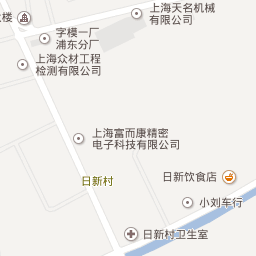 上海天名机械
有限公司
字模一厂
浦东分厂
楼
上海众材工程
检测有限公司
上海富而康精密
电子科技有限公司
日新村
日新饮食店
小刘车行
日新村卫生室